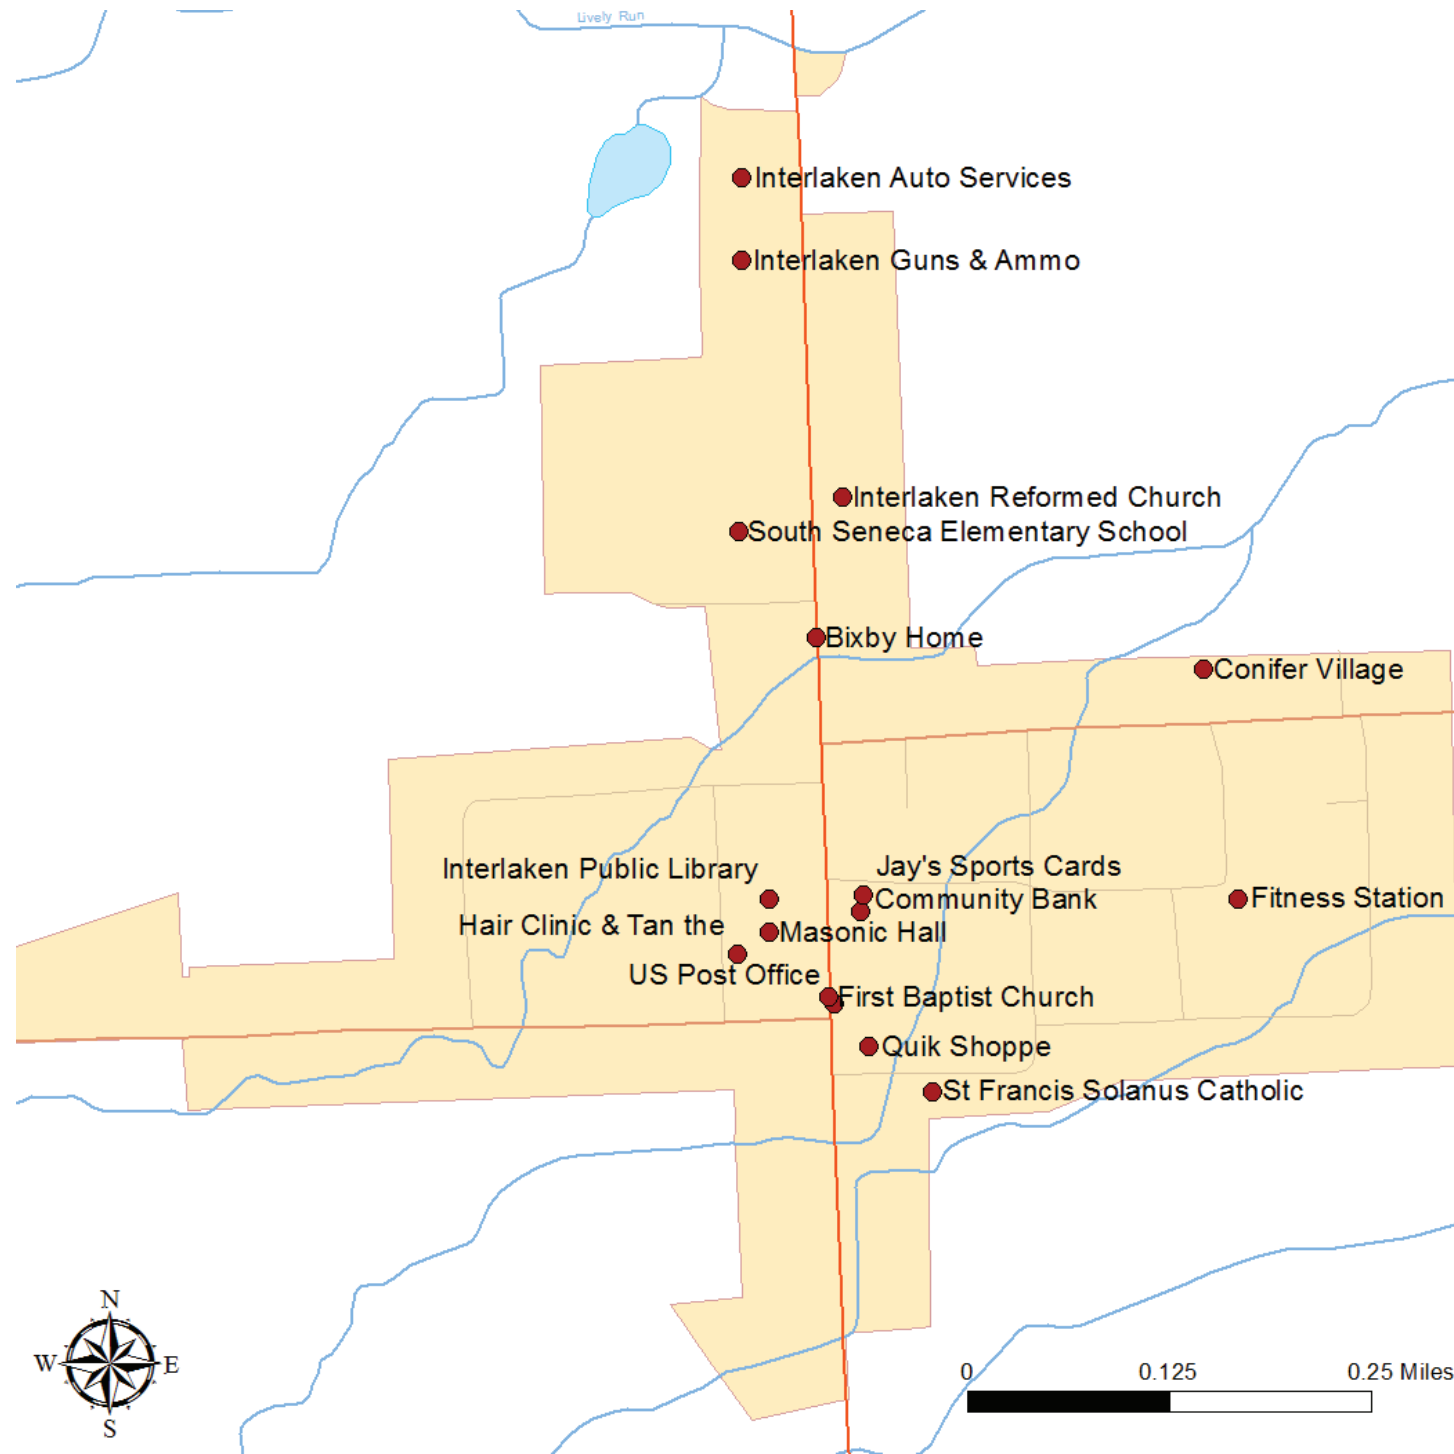 Lively Run
Interlaken Auto Services
Interlaken Guns & Ammo
Interlaken Reformed Church
South Seneca Elementary School
Bixby Home
Conifer Village
Jay's Sports Cards
Interlaken Public Library
Community Bank
Fitness Station
Hair Clinic & Tan the
Masonic Hall
US Post Office
First Baptist Church
Quik Shoppe
St Francis Solanus Catholic
N
W E
S
0 0.125 0.25 Miles